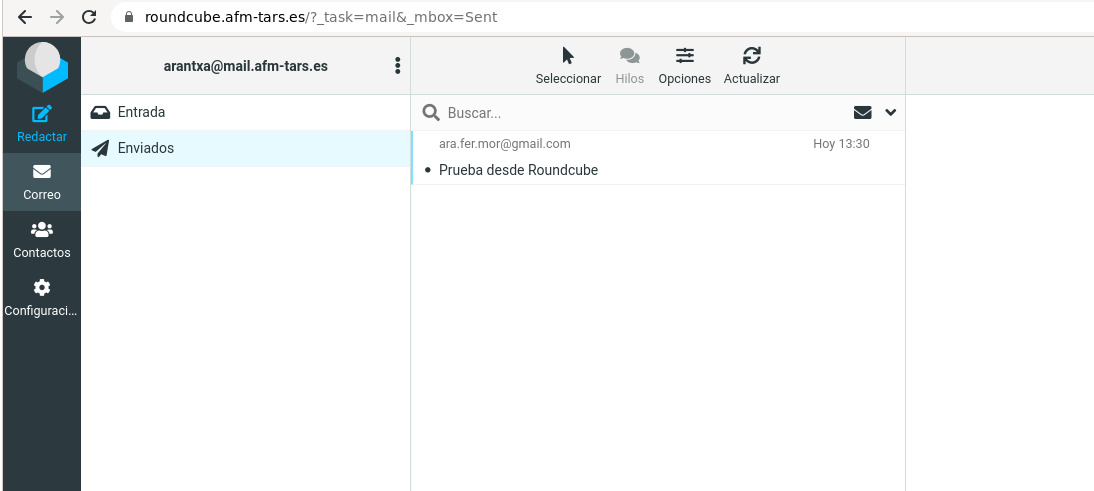 roundcube.afm-tars.es/?_task=mail&_mbox=Sent
arantxa@mail.afm-tars.es
Seleccionar
Hilos
Opciones
Actualizar
Redactar
Correo
Contactos
Configuraci...
Entrada
Enviados
Buscar...
ara.fer.mor@gmail.com
Hoy 13:30
Prueba desde Roundcube